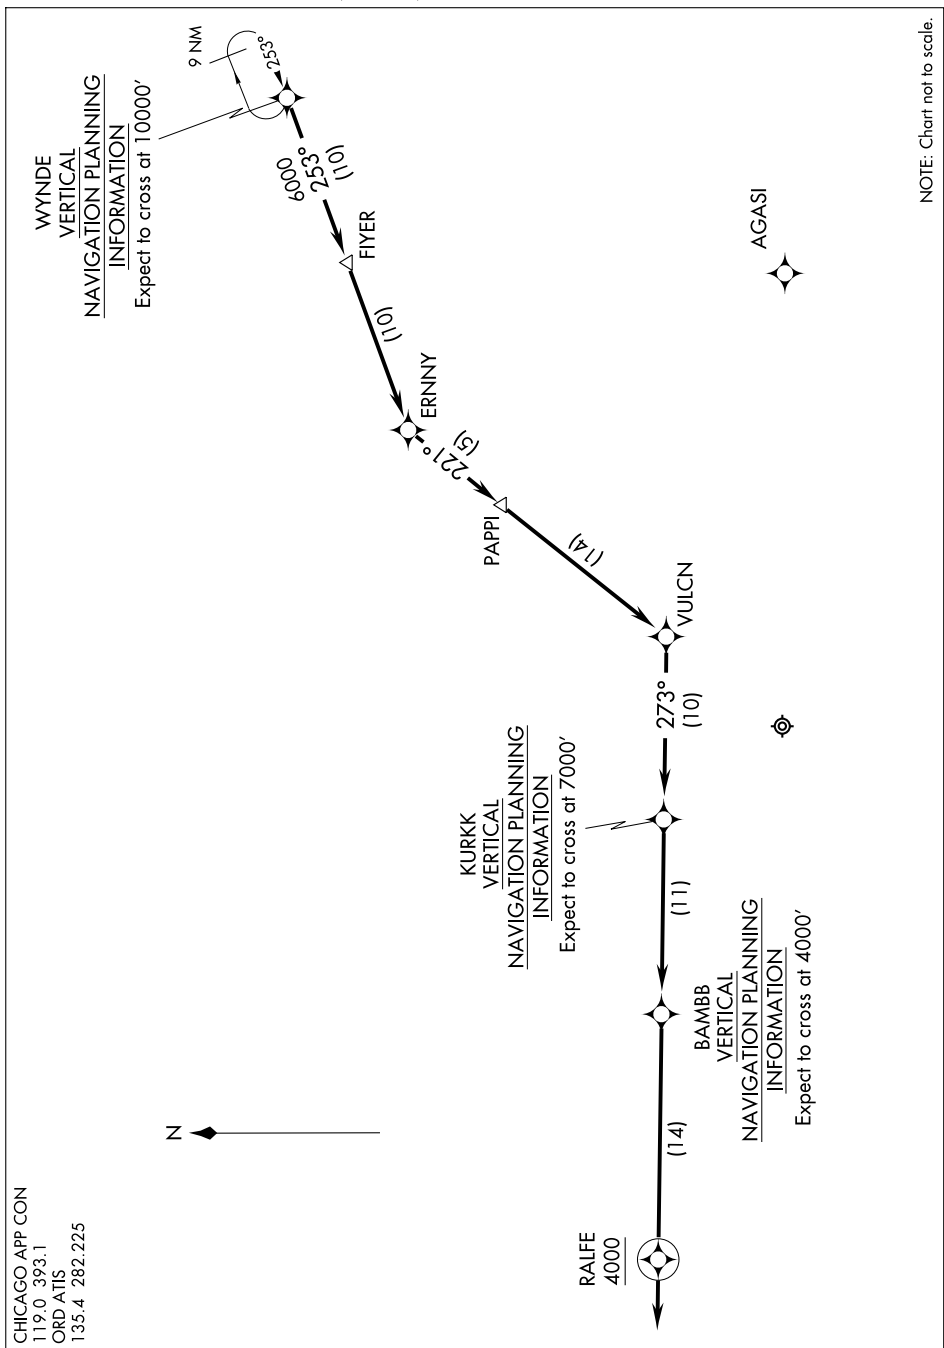 CHICAGO APP CON
119.0 393.1
ORD ATIS
135.4 282.225
N
RALFE
4000
(14)
BAMBB
VERTICAL
NAVIGATION PLANNING
INFORMATION
Expect to cross at 4000′
(11)
KURKK
VERTICAL
NAVIGATION PLANNING
INFORMATION
Expect to cross at 7000′
273°
(10)
VULCN
(14)
PAPPI
221°
(5)
ERNNY
(10)
FIYER
6000
253°
(10)
WYNDE
VERTICAL
NAVIGATION PLANNING
INFORMATION
Expect to cross at 10000′
9 NM
253°
AGASI
NOTE: Chart not to scale.